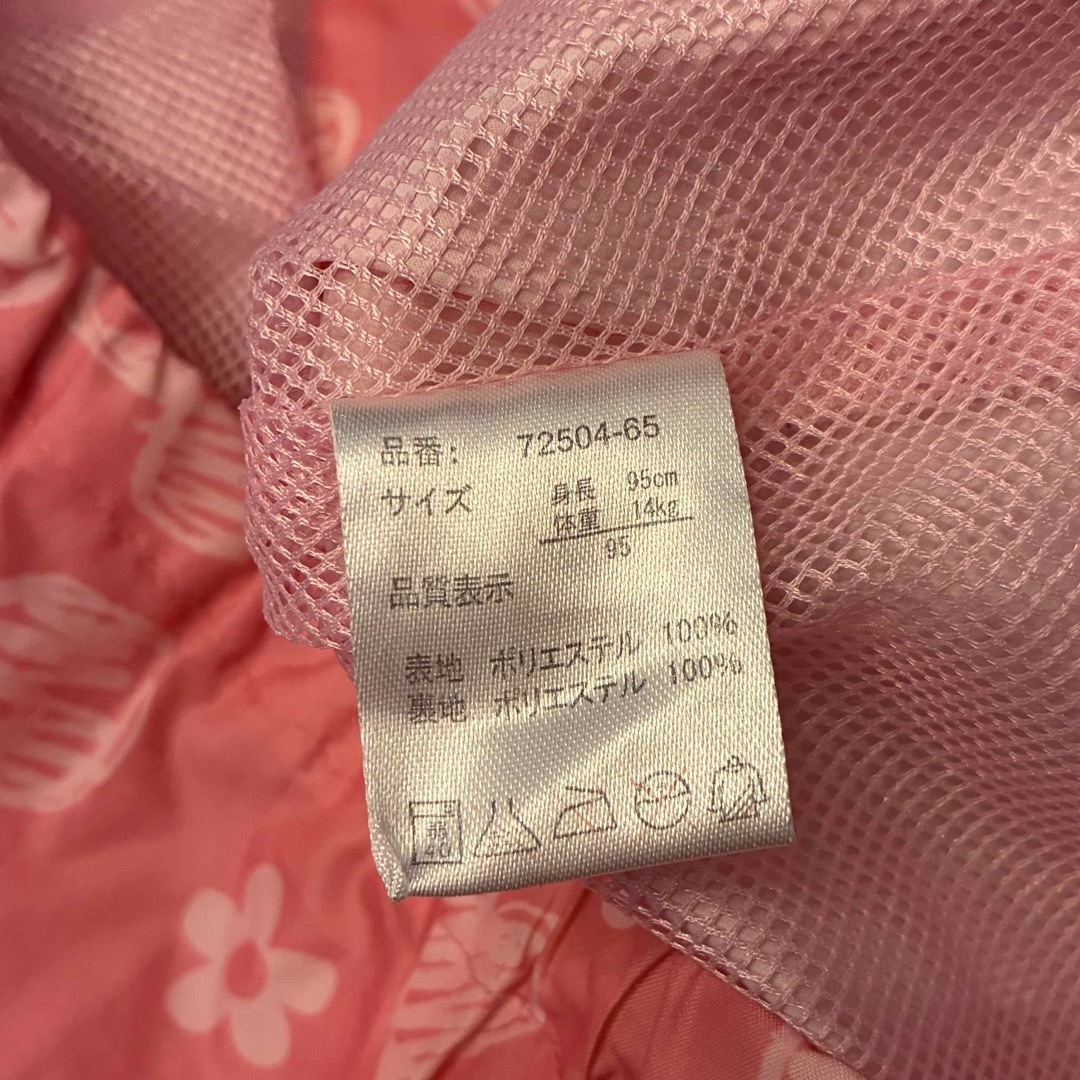 品番: 72504-65
サイズ 身長 95cm
体重 14kg
95
品質表示
表地 ポリエステル 100%
裏地 ポリエステル 100%
40